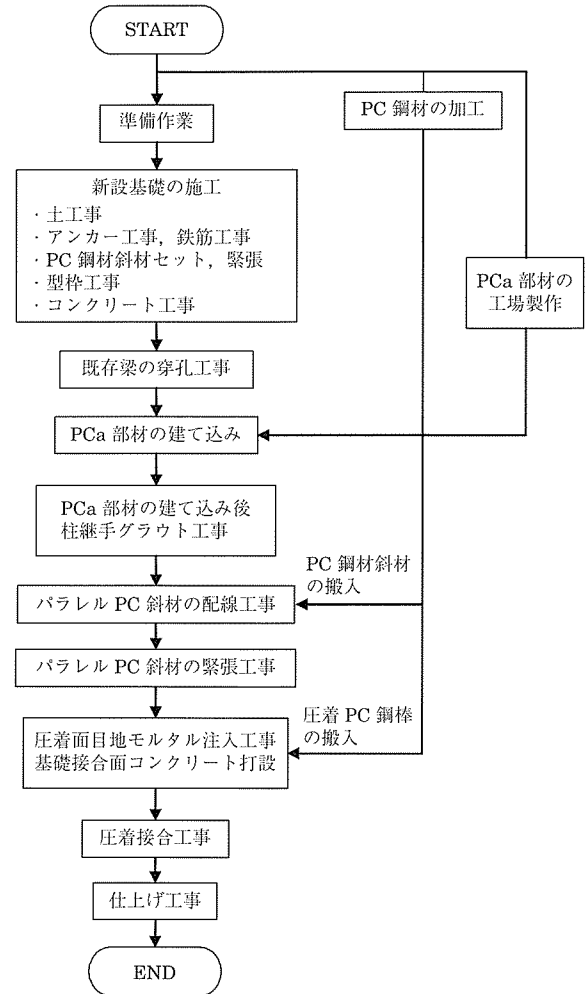 START
準備作業
PC 鋼材の加工
新設基礎の施工
・土工事
・アンカー工事，鉄筋工事
・PC 鋼材斜材セット，緊張
・型枠工事
・コンクリート工事
PCa 部材の
工場製作
既存梁の穿孔工事
PCa 部材の建て込み
PCa 部材の建て込み後
柱継手グラウト工事
PC 鋼材斜材
の搬入
パラレル PC 斜材の配線工事
パラレル PC 斜材の緊張工事
圧着 PC 鋼棒
の搬入
圧着面目地モルタル注入工事
基礎接合面コンクリート打設
圧着接合工事
仕上げ工事
END